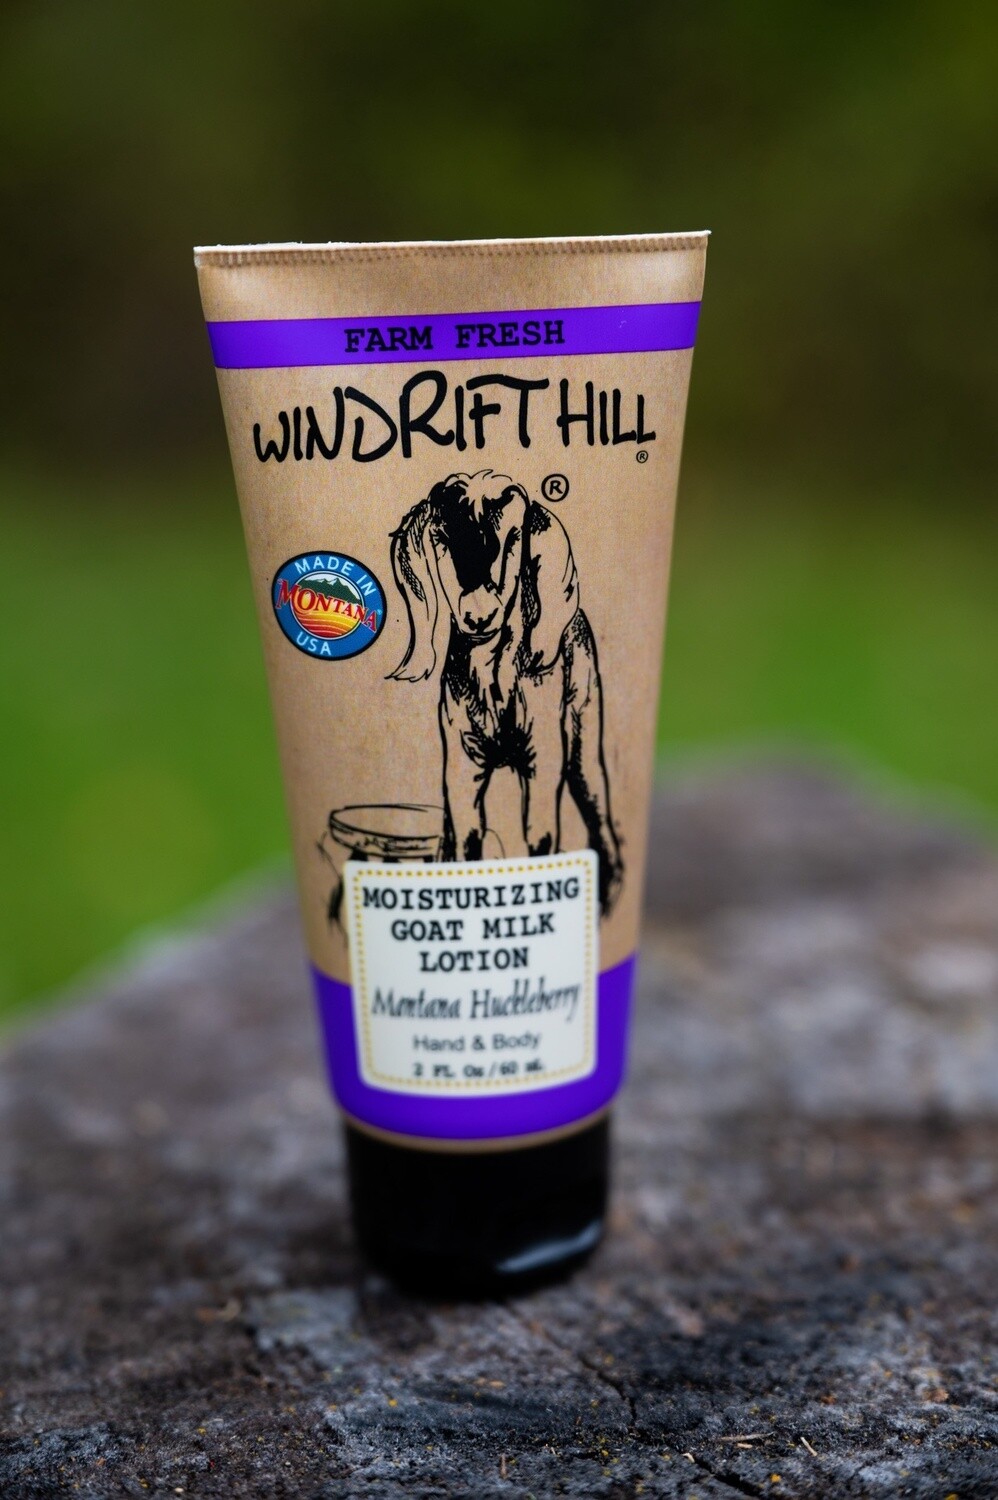 FARM FRESH
WINDRIFT HILL
®
®
MADE IN
MONTANA®
USA
MOISTURIZING
GOAT MILK
LOTION
Montana Huckleberry
Hand & Body
2 FL Oz / 60 mL